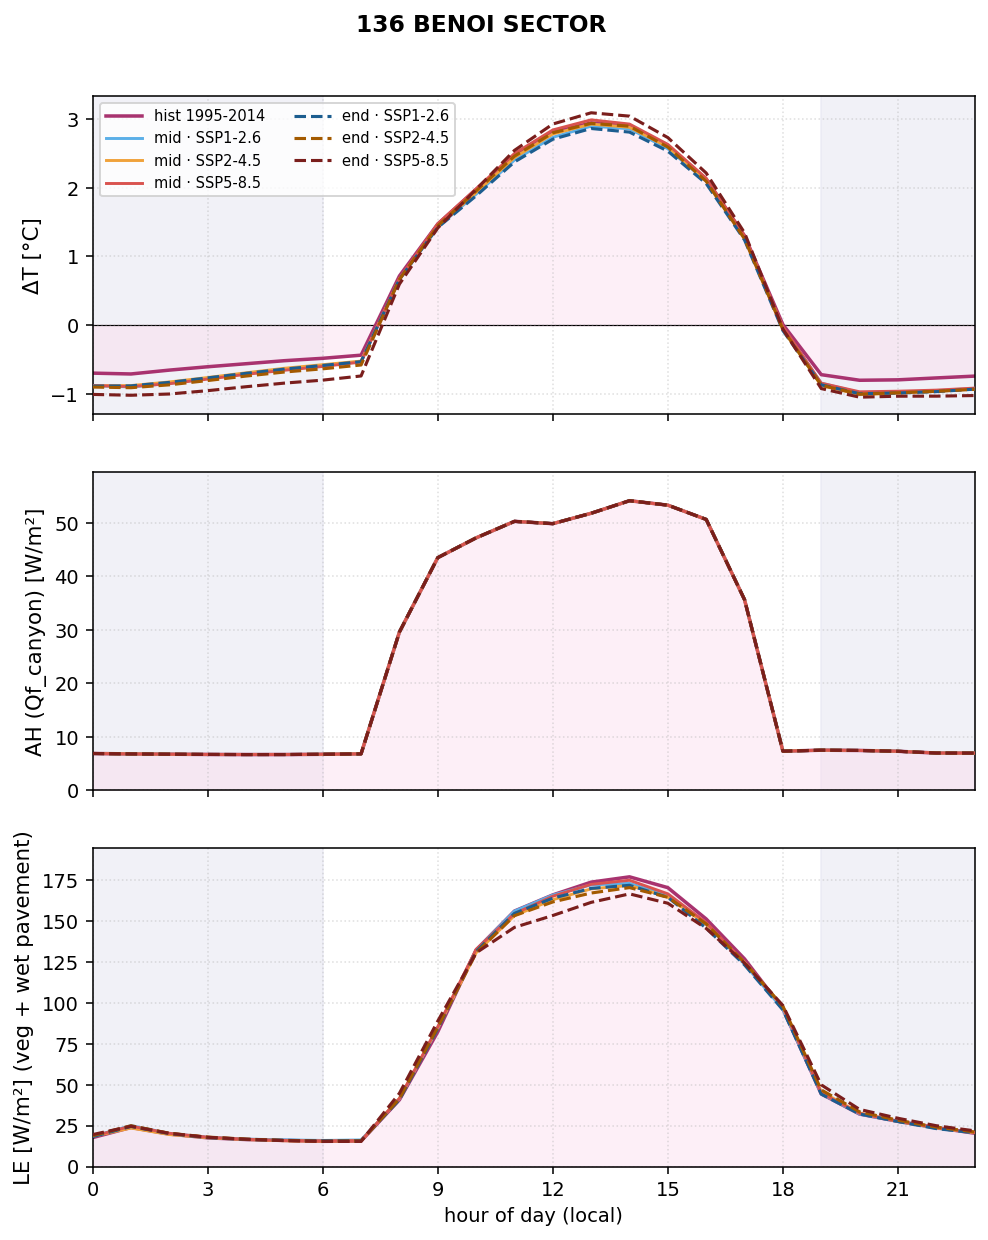 136 BENOI SECTOR
hist 1995-2014
mid · SSP1-2.6
mid · SSP2-4.5
mid · SSP5-8.5
end · SSP1-2.6
end · SSP2-4.5
end · SSP5-8.5
ΔT [°C]
3
2
1
0
−1
AH (Qf_canyon) [W/m²]
50
40
30
20
10
0
LE [W/m²] (veg + wet pavement)
175
150
125
100
75
50
25
0
0 3 6 9 12 15 18 21
hour of day (local)